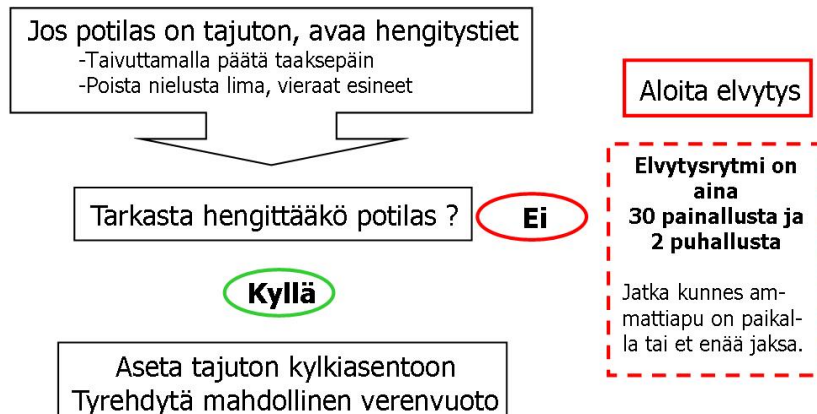 Jos potilas on tajuton, avaa hengitystiet
-Taivuttamalla päätä taaksepäin
-Poista nielusta lima, vieraat esineet
Aloita elvytys
Elvytysrytmi on
aina
30 painallusta ja
2 puhallusta
Jatka kunnes am-
mattiapu on paikal-
la tai et enää jaksa.
Tarkasta hengittääkö potilas ?
Ei
Kyllä
Aseta tajuton kylkiasentoon
Tyrehdytä mahdollinen verenvuoto